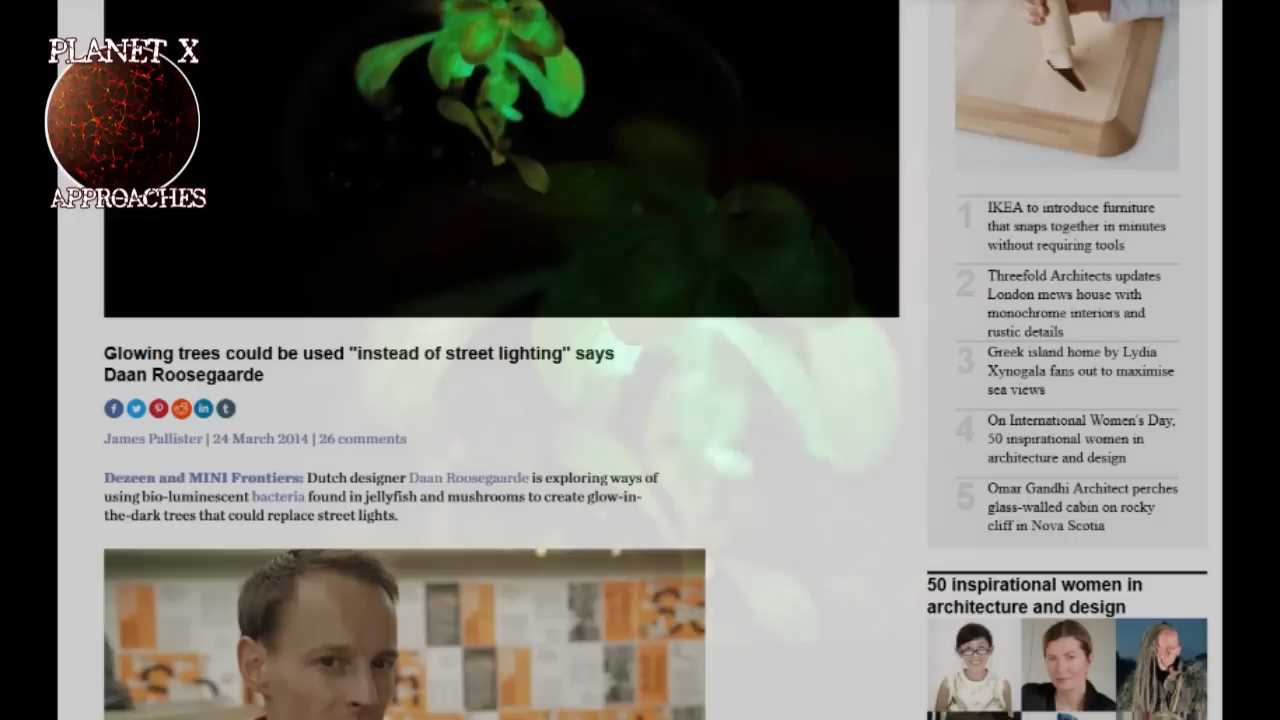 PLANET X
APPROACHES
Glowing trees could be used "instead of street lighting" says
Daan Roosegaarde
James Pallister | 24 March 2014 | 26 comments
Dezeen and MINI Frontiers: Dutch designer Daan Roosegaarde is exploring ways of
using bio-luminescent bacteria found in jellyfish and mushrooms to create glow-in-
the-dark trees that could replace street lights.
1 IKEA to introduce furniture
that snaps together in minutes
without requiring tools
2 Threefold Architects updates
London mews house with
monochrome interiors and
rustic details
3 Greek island home by Lydia
Xynogala fans out to maximise
sea views
4 On International Women's Day,
50 inspirational women in
architecture and design
5 Omar Gandhi Architect perches
glass-walled cabin on rocky
cliff in Nova Scotia
50 inspirational women in
architecture and design